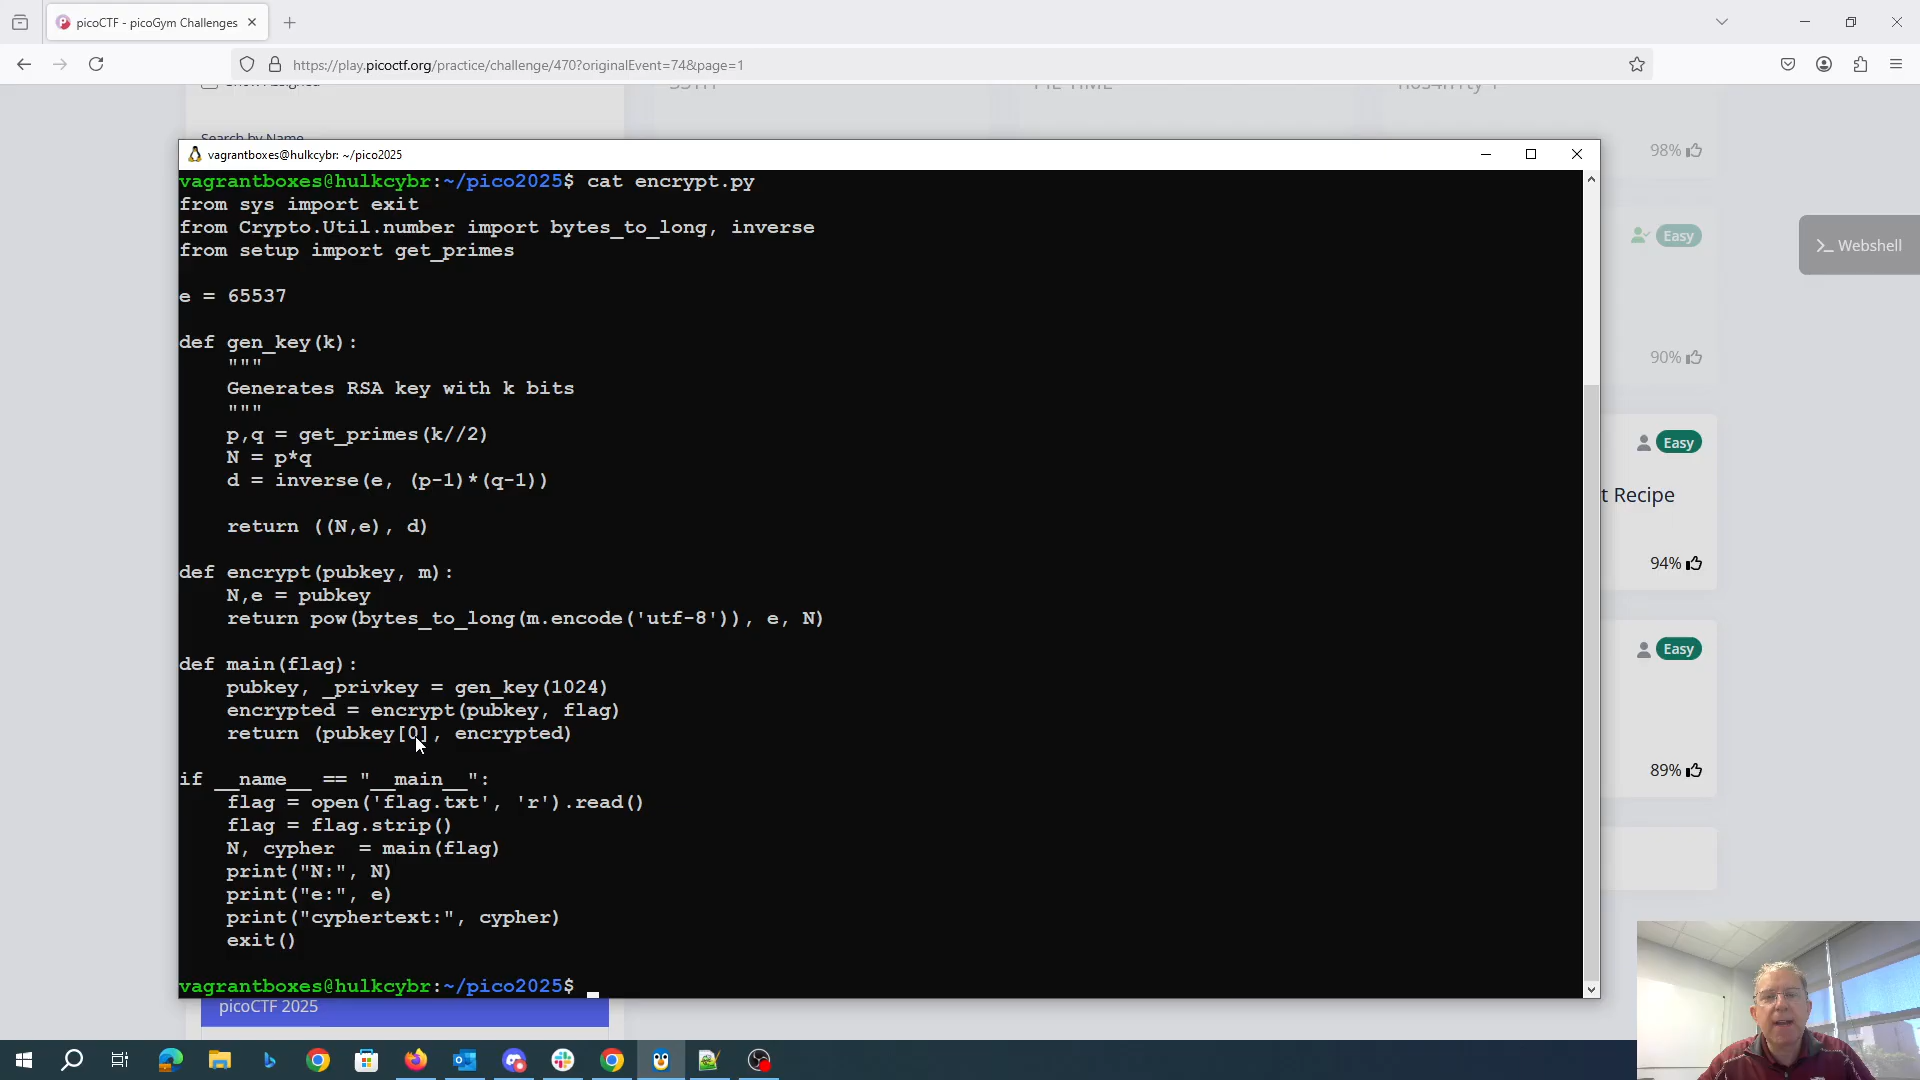 picoCTF - picoGym Challenges
https://play.picoctf.org/practice/challenge/470?originalEvent=74&page=1
Search by Name
98%
Easy
>_ Webshell
90%
Easy
t Recipe
94%
Easy
89%
vagrantboxes@hulkcybr: ~/pico2025
vagrantboxes@hulkcybr:~/pico2025$ cat encrypt.py
from sys import exit
from Crypto.Util.number import bytes_to_long, inverse
from setup import get_primes
e = 65537
def gen_key(k):
    """
    Generates RSA key with k bits
    """
    p,q = get_primes(k//2)
    N = p*q
    d = inverse(e, (p-1)*(q-1))
    return ((N,e), d)
def encrypt(pubkey, m):
    N,e = pubkey
    return pow(bytes_to_long(m.encode('utf-8')), e, N)
def main(flag):
    pubkey, _privkey = gen_key(1024)
    encrypted = encrypt(pubkey, flag)
    return (pubkey[0], encrypted)
if __name__ == "__main__":
    flag = open('flag.txt', 'r').read()
    flag = flag.strip()
    N, cypher  = main(flag)
    print("N:", N)
    print("e:", e)
    print("cyphertext:", cypher)
    exit()
vagrantboxes@hulkcybr:~/pico2025$
picoCTF 2025